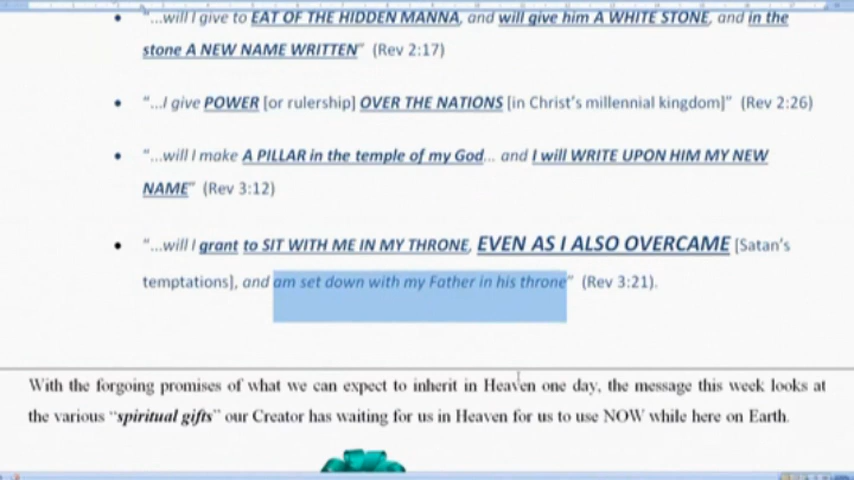 • “...will I give to EAT OF THE HIDDEN MANNA, and will give him A WHITE STONE, and in the
stone A NEW NAME WRITTEN” (Rev 2:17)
• “...I give POWER [or rulership] OVER THE NATIONS [in Christ’s millennial kingdom]” (Rev 2:26)
• “...will I make A PILLAR in the temple of my God... and I will WRITE UPON HIM MY NEW
NAME” (Rev 3:12)
• “...will I grant to SIT WITH ME IN MY THRONE, EVEN AS I ALSO OVERCAME [Satan’s
temptations], and am set down with my Father in his throne” (Rev 3:21).
With the forgoing promises of what we can expect to inherit in Heaven one day, the message this week looks at
the various “spiritual gifts” our Creator has waiting for us in Heaven for us to use NOW while here on Earth.